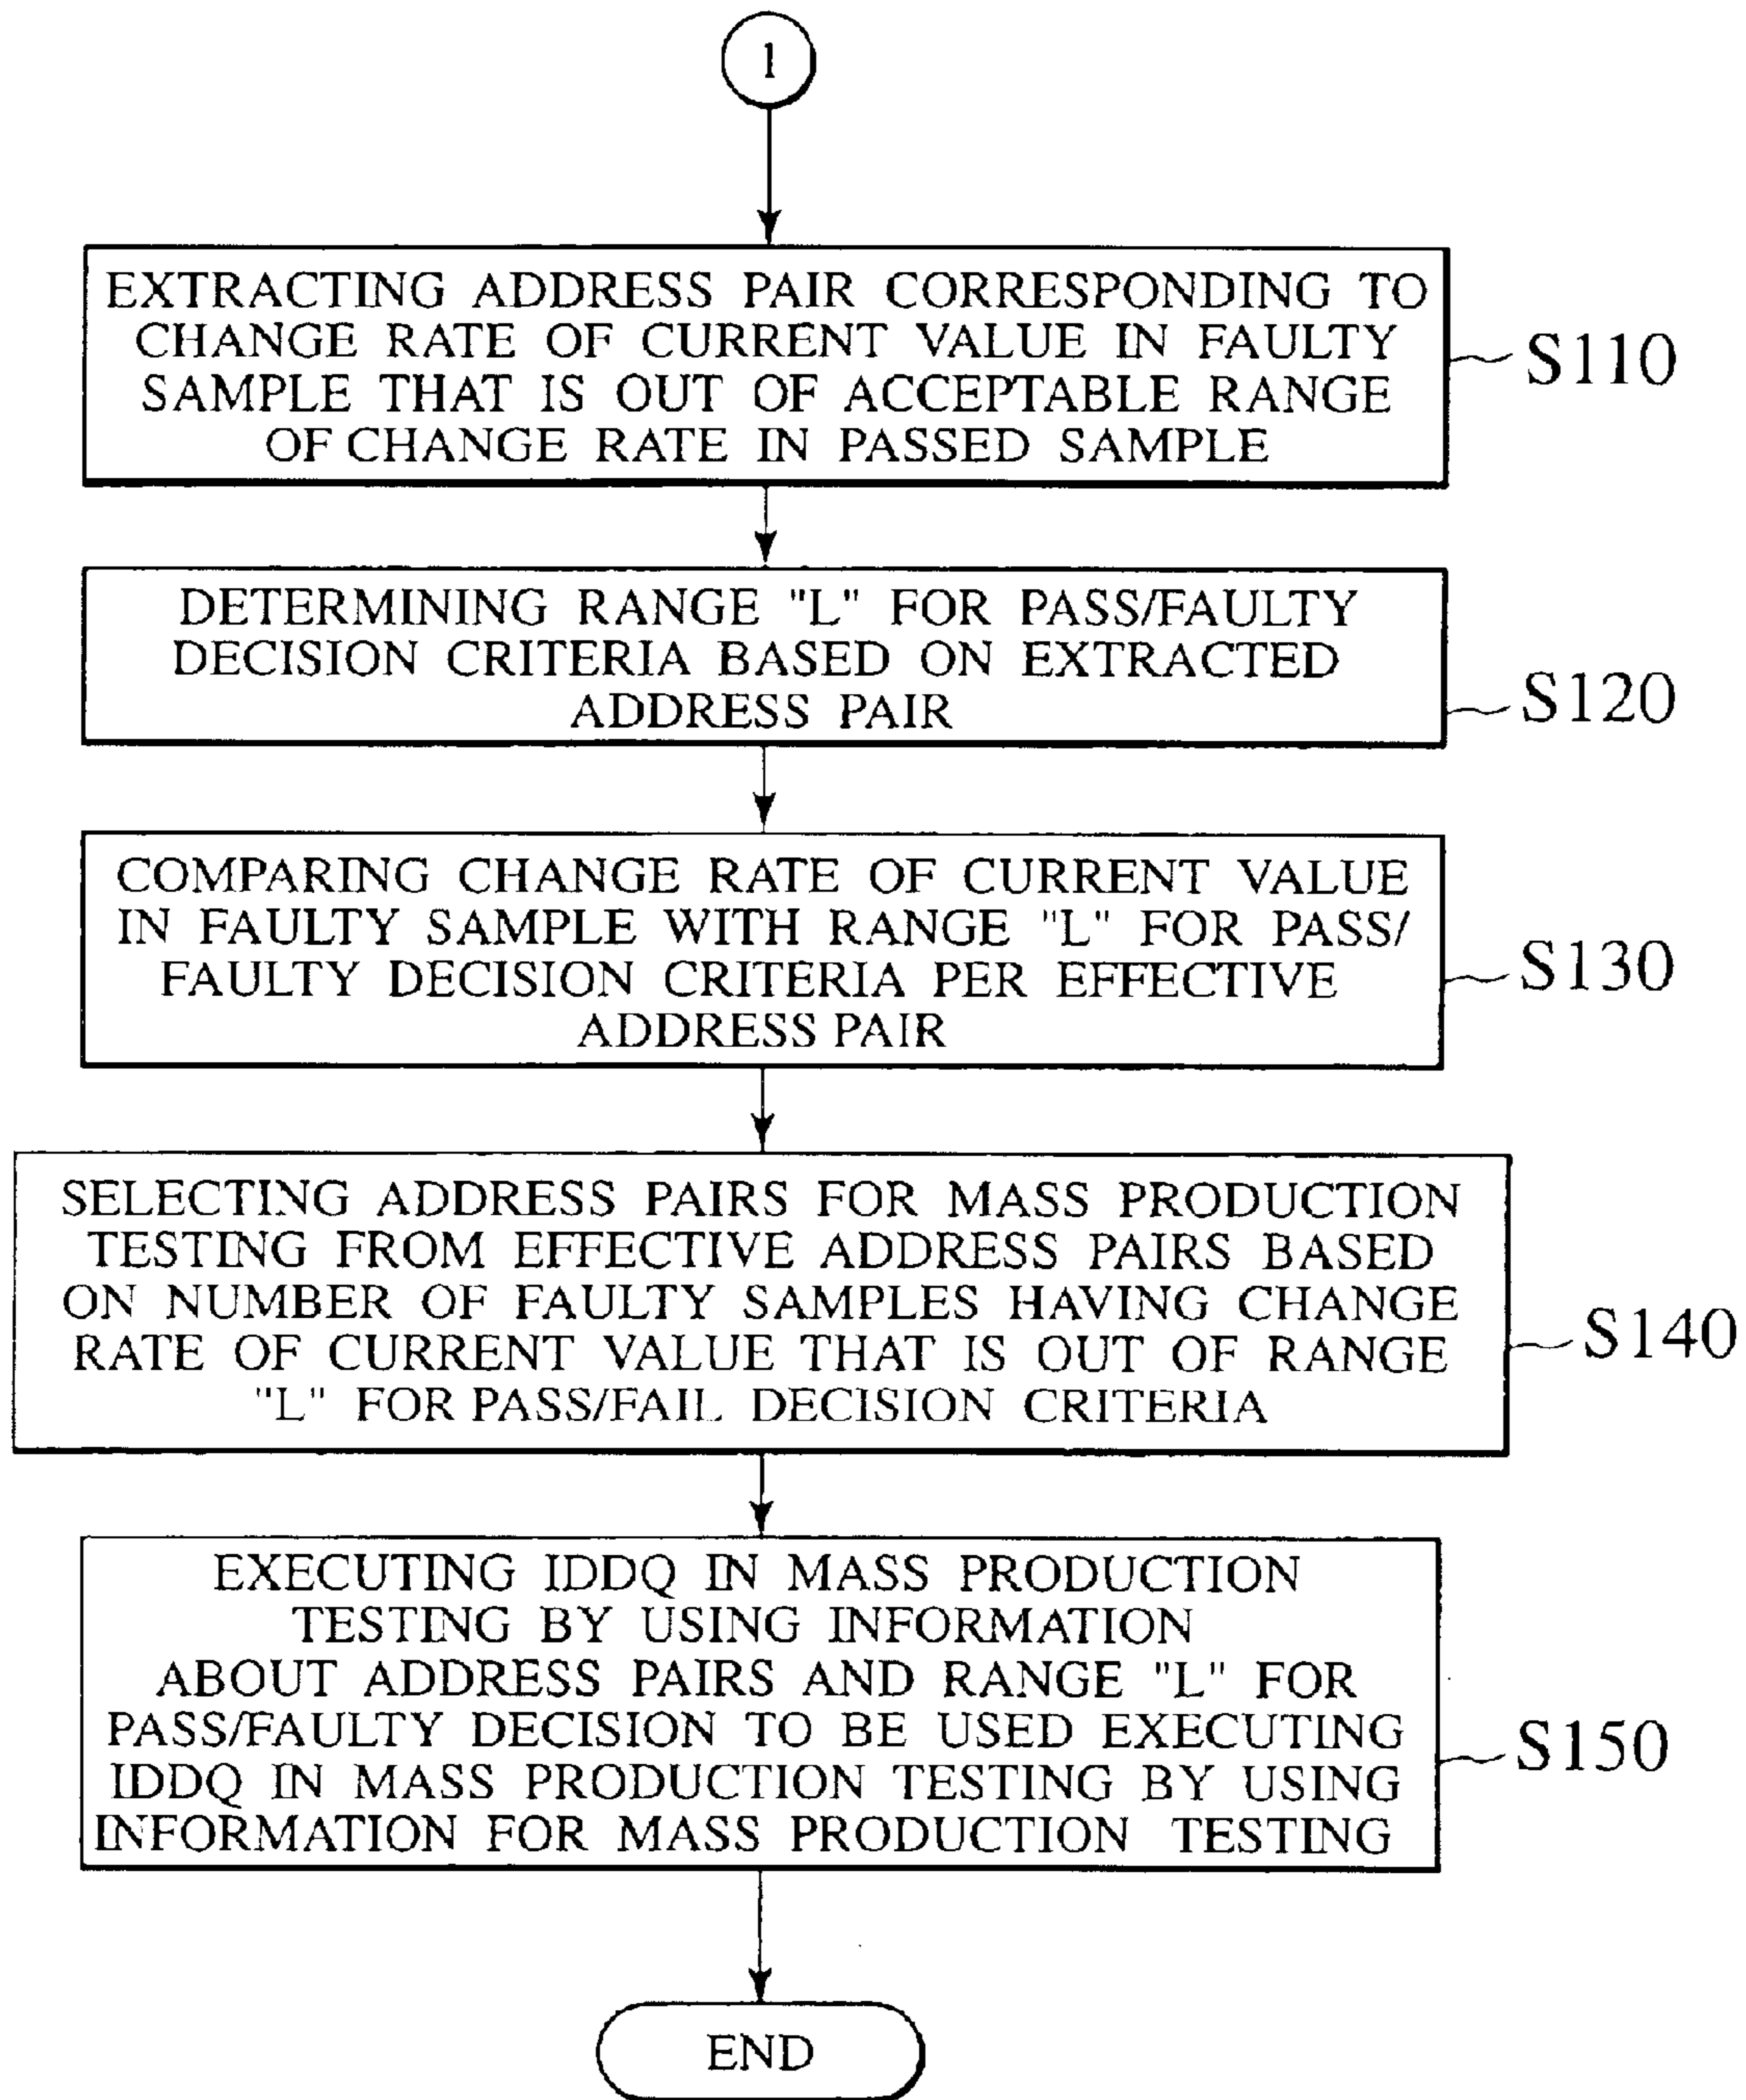 1
EXTRACTING ADDRESS PAIR CORRESPONDING TO
CHANGE RATE OF CURRENT VALUE IN FAULTY
SAMPLE THAT IS OUT OF ACCEPTABLE RANGE
OF CHANGE RATE IN PASSED SAMPLE
S110
DETERMINING RANGE "L" FOR PASS/FAULTY
DECISION CRITERIA BASED ON EXTRACTED
ADDRESS PAIR
S120
COMPARING CHANGE RATE OF CURRENT VALUE
IN FAULTY SAMPLE WITH RANGE "L" FOR PASS/
FAULTY DECISION CRITERIA PER EFFECTIVE
ADDRESS PAIR
S130
SELECTING ADDRESS PAIRS FOR MASS PRODUCTION
TESTING FROM EFFECTIVE ADDRESS PAIRS BASED
ON NUMBER OF FAULTY SAMPLES HAVING CHANGE
RATE OF CURRENT VALUE THAT IS OUT OF RANGE
"L" FOR PASS/FAIL DECISION CRITERIA
S140
EXECUTING IDDQ IN MASS PRODUCTION
TESTING BY USING INFORMATION
ABOUT ADDRESS PAIRS AND RANGE "L" FOR
PASS/FAULTY DECISION TO BE USED EXECUTING
IDDQ IN MASS PRODUCTION TESTING BY USING
INFORMATION FOR MASS PRODUCTION TESTING
S150
END